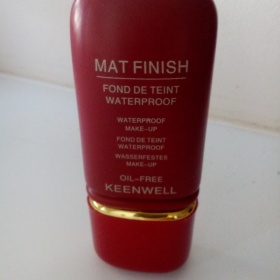 MAT FINISH
FOND DE TEINT
WATERPROOF
WATERPROOF
MAKE-UP
FOND DE TEINT
WATERPROOF
WASSERFESTES
MAKE-UP
OIL-FREE
KEENWELL